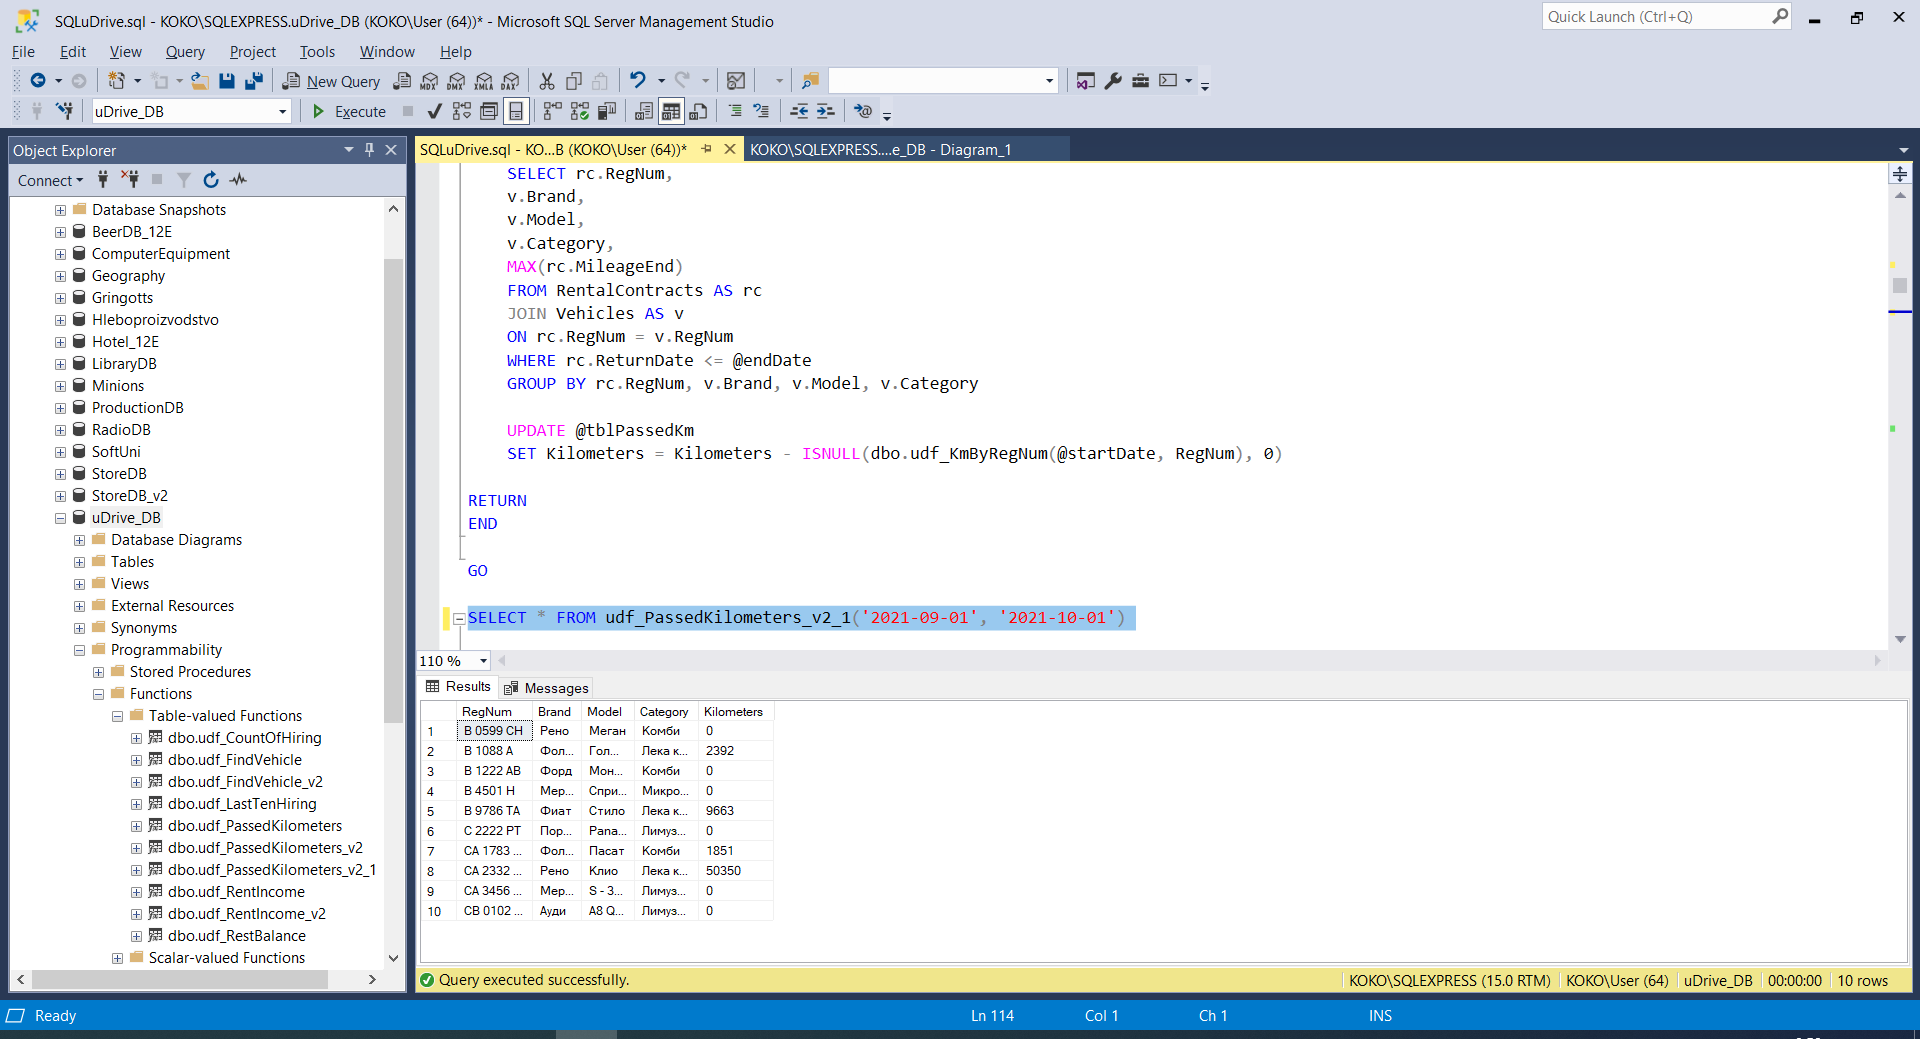 SQLuDrive.sql - KOKO\SQLEXPRESS.uDrive_DB (KOKO\User (64))* - Microsoft SQL Server Management Studio
Quick Launch (Ctrl+Q)
File Edit View Query Project Tools Window Help
New Query MDX DMX XMLA DAX
uDrive_DB Execute
Object Explorer
Connect
Database Snapshots
BeerDB_12E
ComputerEquipment
Geography
Gringotts
Hleboproizvodstvo
Hotel_12E
LibraryDB
Minions
ProductionDB
RadioDB
SoftUni
StoreDB
StoreDB_v2
uDrive_DB
Database Diagrams
Tables
Views
External Resources
Synonyms
Programmability
Stored Procedures
Functions
Table-valued Functions
dbo.udf_CountOfHiring
dbo.udf_FindVehicle
dbo.udf_FindVehicle_v2
dbo.udf_LastTenHiring
dbo.udf_PassedKilometers
dbo.udf_PassedKilometers_v2
dbo.udf_PassedKilometers_v2_1
dbo.udf_RentIncome
dbo.udf_RentIncome_v2
dbo.udf_RestBalance
Scalar-valued Functions
SQLuDrive.sql - KO...B (KOKO\User (64))* KOKO\SQLEXPRESS....e_DB - Diagram_1
SELECT rc.RegNum,
v.Brand,
v.Model,
v.Category,
MAX(rc.MileageEnd)
FROM RentalContracts AS rc
JOIN Vehicles AS v
ON rc.RegNum = v.RegNum
WHERE rc.ReturnDate <= @endDate
GROUP BY rc.RegNum, v.Brand, v.Model, v.Category
UPDATE @tblPassedKm
SET Kilometers = Kilometers - ISNULL(dbo.udf_KmByRegNum(@startDate, RegNum), 0)
RETURN
END
GO
SELECT * FROM udf_PassedKilometers_v2_1('2021-09-01', '2021-10-01')
110 %
Results Messages
RegNum Brand Model Category Kilometers
1 B 0599 CH Рено Меган Комби 0
2 B 1088 A Фол... Гол... Лека к... 2392
3 B 1222 AB Форд Мон... Комби 0
4 B 4501 H Мер... Спри... Микро... 0
5 B 9786 TA Фиат Стило Лека к... 9663
6 C 2222 PT Пор... Рапа... Лимуз... 0
7 CA 1783 ... Фол... Пасат Комби 1851
8 CA 2332 ... Рено Клио Лека к... 50350
9 CA 3456 ... Мер... S - 3... Лимуз... 0
10 CB 0102 ... Ауди A8 Q... Лимуз... 0
Query executed successfully. KOKO\SQLEXPRESS (15.0 RTM) KOKO\User (64) uDrive_DB 00:00:00 10 rows
Ready Ln 114 Col 1 Ch 1 INS